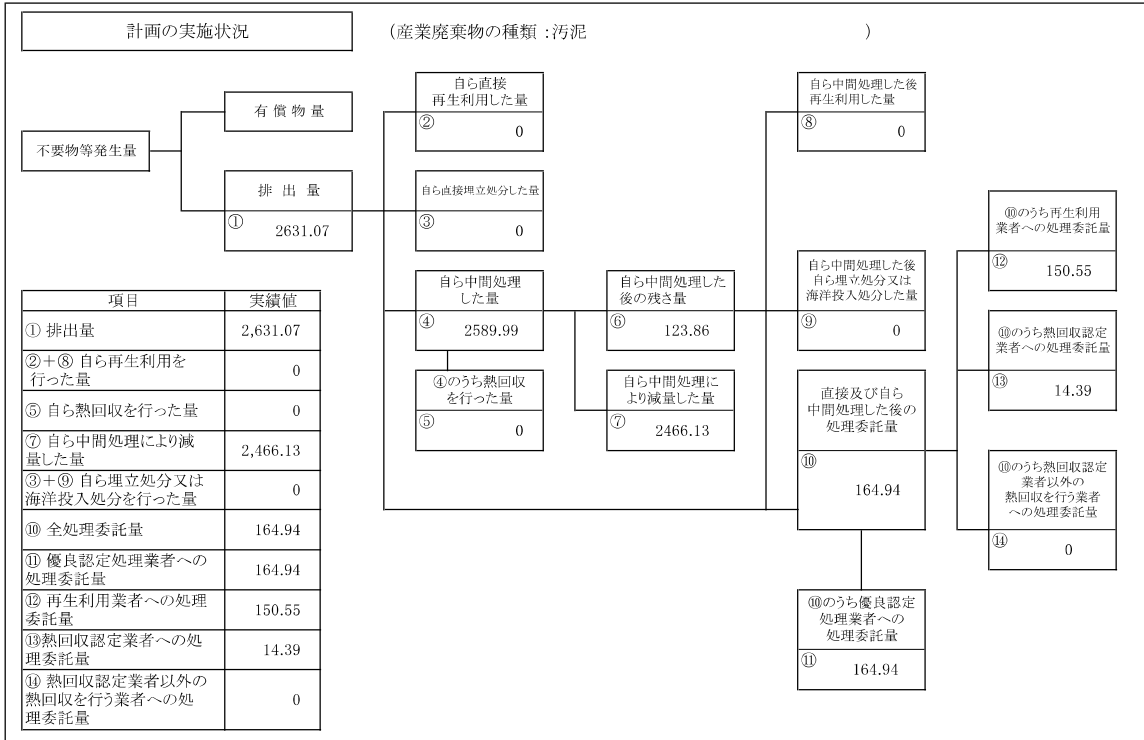 計画の実施状況
(産業廃棄物の種類:汚泥 )
不要物等発生量
有償物量
排出量
① 2631.07
自ら直接
再生利用した量
② 0
自ら直接埋立処分した量
③ 0
自ら中間処理
した量
④ 2589.99
④のうち熱回収
を行った量
⑤ 0
自ら中間処理した
後の残さ量
⑥ 123.86
自ら中間処理に
より減量した量
⑦ 2466.13
自ら中間処理した後
再生利用した量
⑧ 0
自ら中間処理した後
自ら埋立処分又は
海洋投入処分した量
⑨ 0
直接及び自ら
中間処理した後の
処理委託量
⑩
164.94
⑩のうち優良認定
処理業者への
処理委託量
⑪ 164.94
⑩のうち再生利用
業者への処理委託量
⑫ 150.55
⑩のうち熱回収認定
業者への処理委託量
⑬ 14.39
⑩のうち熱回収認定
業者以外の
熱回収を行う業者
への処理委託量
⑭ 0
項目 実績値
① 排出量 2,631.07
②+⑧ 自ら再生利用を
行った量 0
⑤ 自ら熱回収を行った量 0
⑦ 自ら中間処理により減
量した量 2,466.13
③+⑨ 自ら埋立処分又は
海洋投入処分を行った量 0
⑩ 全処理委託量 164.94
⑪ 優良認定処理業者への
処理委託量 164.94
⑫ 再生利用業者への処理
委託量 150.55
⑬熱回収認定業者への処
理委託量 14.39
⑭ 熱回収認定業者以外の
熱回収を行う業者への処
理委託量 0